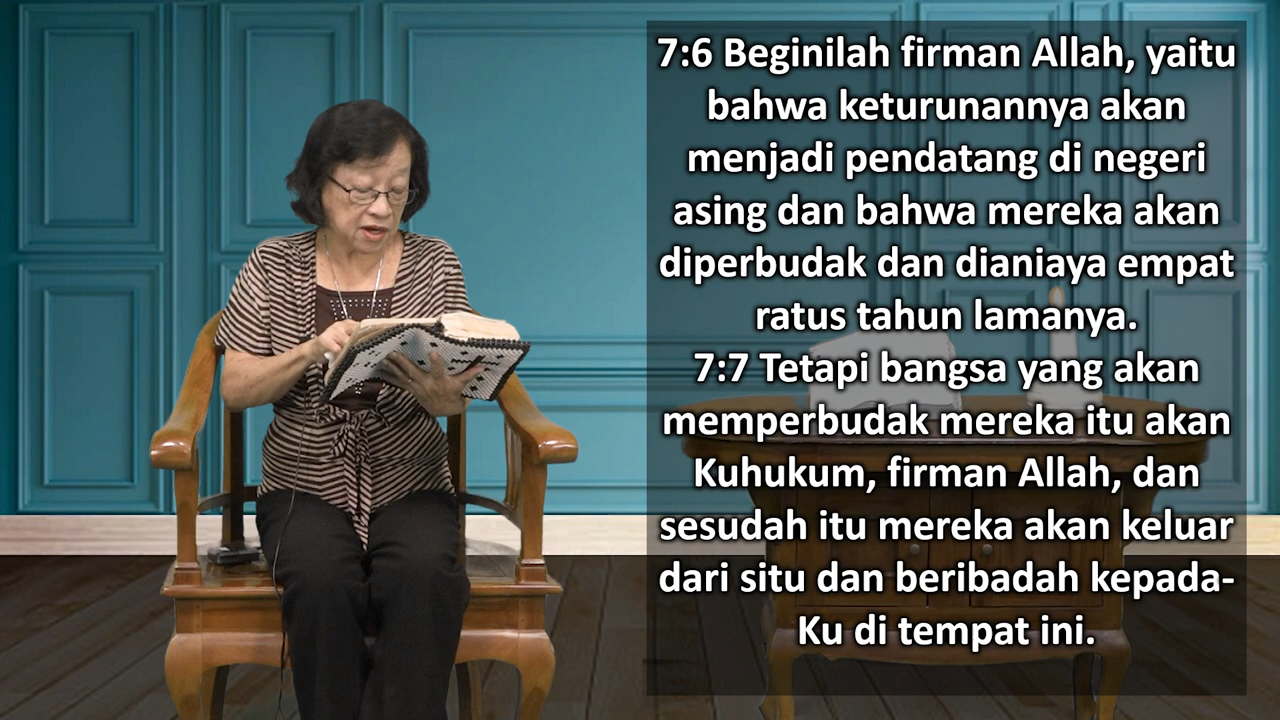 7:6 Beginilah firman Allah, yaitu
bahwa keturunannya akan
menjadi pendatang di negeri
asing dan bahwa mereka akan
diperbudak dan dianiaya empat
ratus tahun lamanya.
7:7 Tetapi bangsa yang akan
memperbudak mereka itu akan
Kuhukum, firman Allah, dan
sesudah itu mereka akan keluar
dari situ dan beribadah kepada-
Ku di tempat ini.